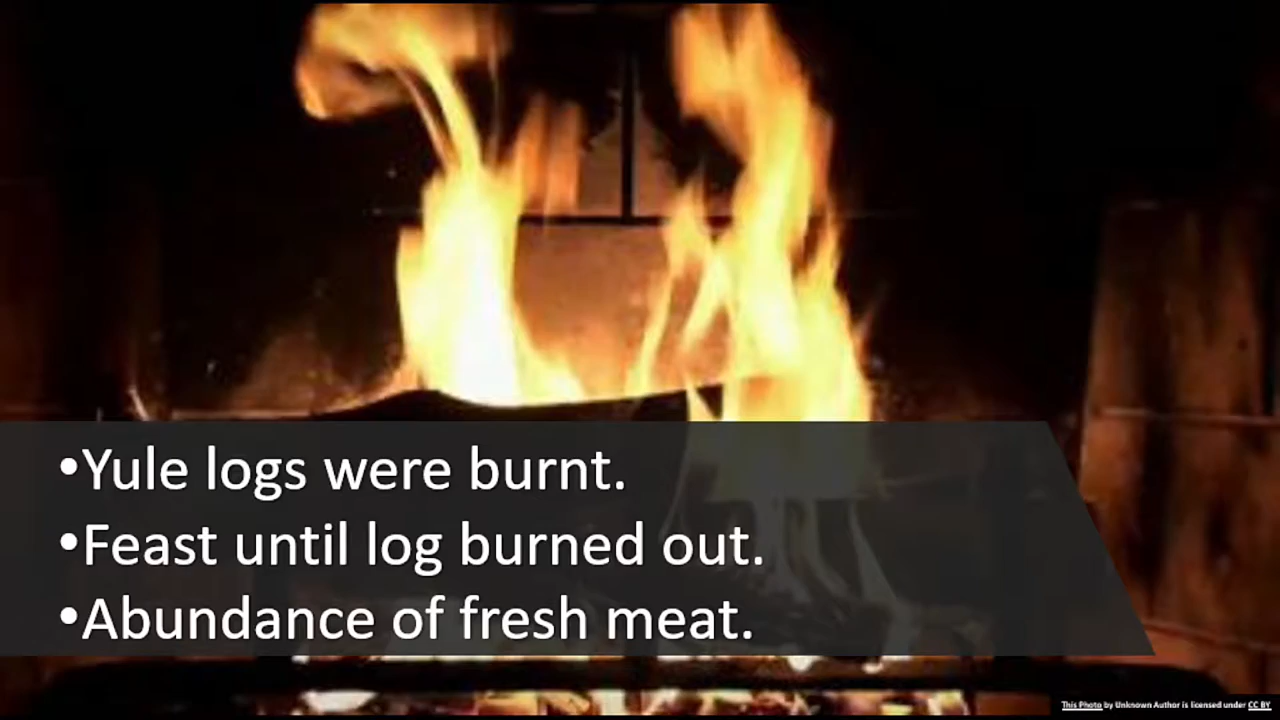 •Yule logs were burnt.
•Feast until log burned out.
•Abundance of fresh meat.
This Photo by Unknown Author is licensed under CC BY